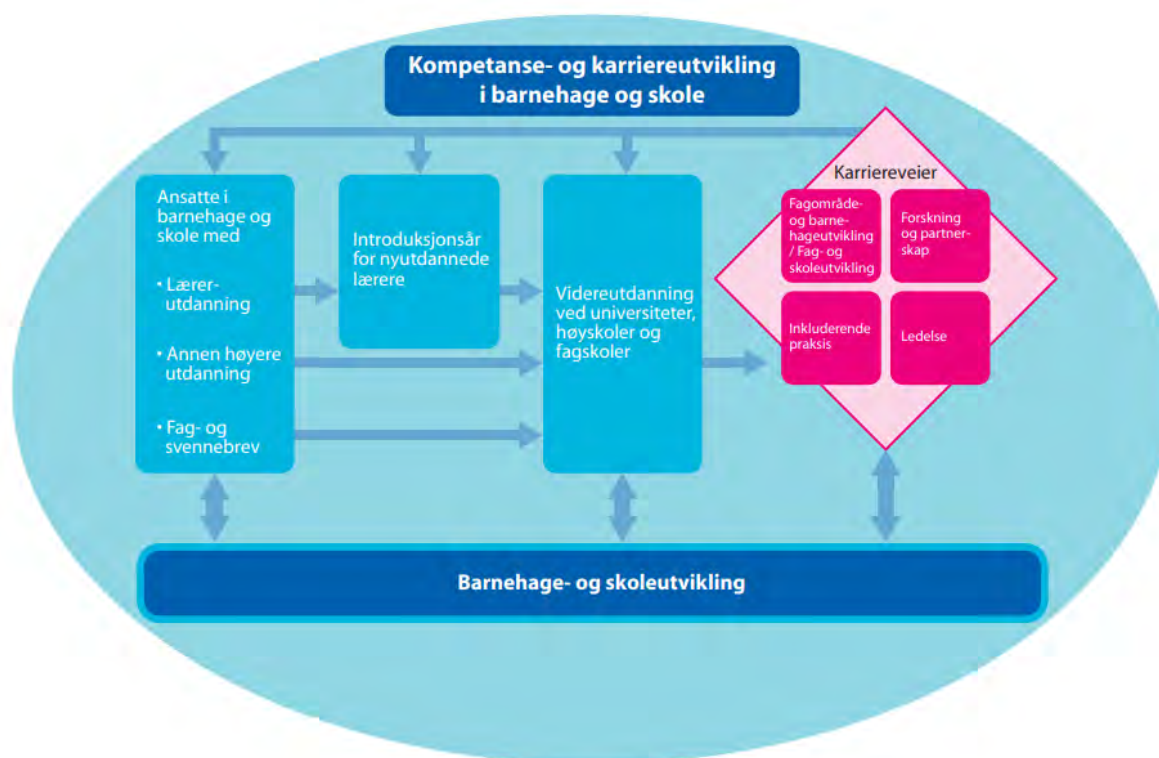 Kompetanse- og karriereutvikling
i barnehage og skole
Ansatte i
barnehage og
skole med
• Lærer-
utdanning
• Annen høyere
utdanning
• Fag- og
svennebrev
Introduksjonsår
for nyutdannede
lærere
Videreutdanning
ved universiteter,
høyskoler og
fagskoler
Karriereveier
Fagområde-
og barne-
hageutvikling
/ Fag- og
skoleutvikling
Forskning
og partner-
skap
Inkluderende
praksis
Ledelse
Barnehage- og skoleutvikling